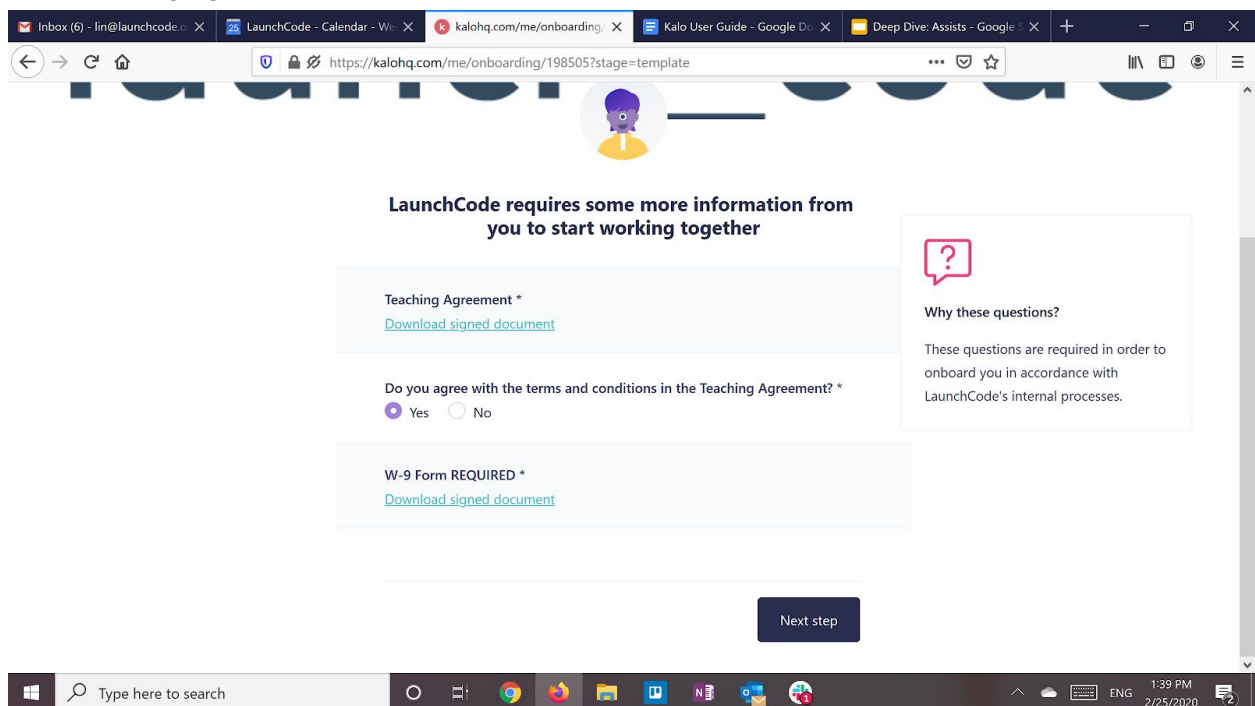 Inbox (6) - lin@launchcode.o
LaunchCode - Calendar - We
kalohq.com/me/onboarding/
Kalo User Guide - Google Do
Deep Dive: Assists - Google S
https://kalohq.com/me/onboarding/198505?stage=template
LaunchCode requires some more information from
you to start working together
Teaching Agreement *
Download signed document
Do you agree with the terms and conditions in the Teaching Agreement? *
Yes No
W-9 Form REQUIRED *
Download signed document
Why these questions?
These questions are required in order to
onboard you in accordance with
LaunchCode's internal processes.
Next step
Type here to search
ENG
1:39 PM
2/25/2020